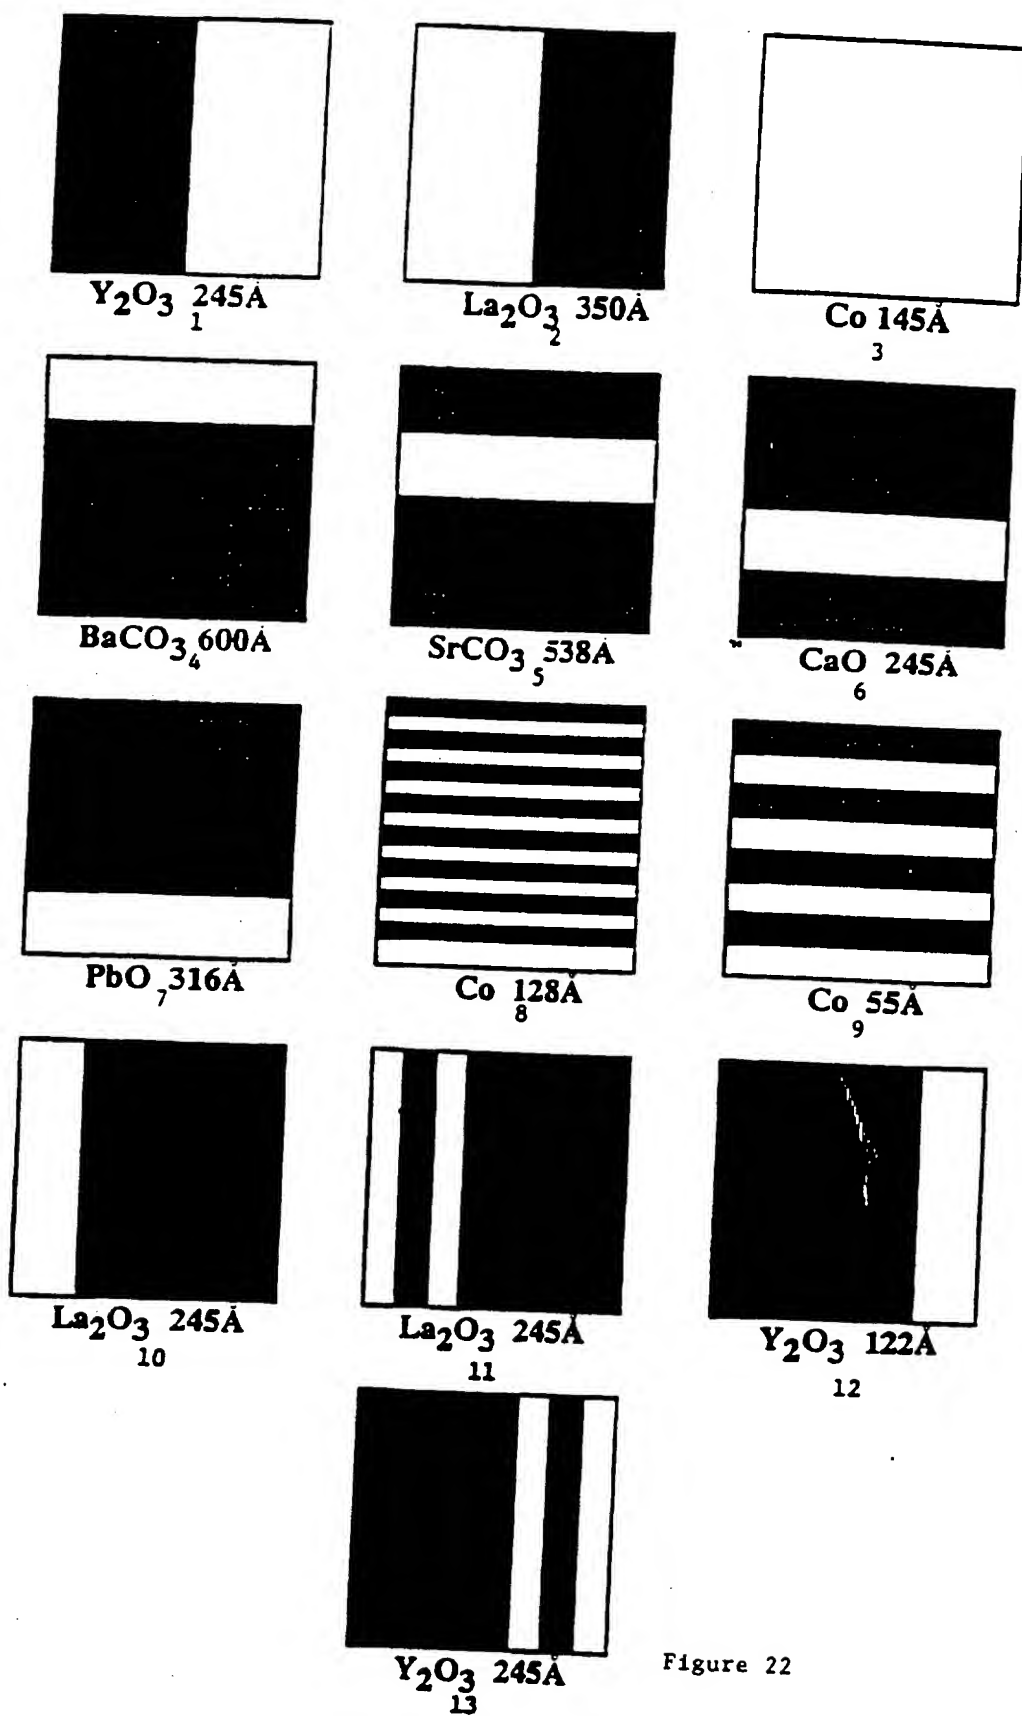 Y2O3 245Å
1
La2O3 350Å
2
Co 145Å
3
BaCO3 600Å
4
SrCO3 538Å
5
CaO 245Å
6
PbO 316Å
7
Co 128Å
8
Co 55Å
9
La2O3 245Å
10
La2O3 245Å
11
Y2O3 122Å
12
Y2O3 245Å
13
Figure 22